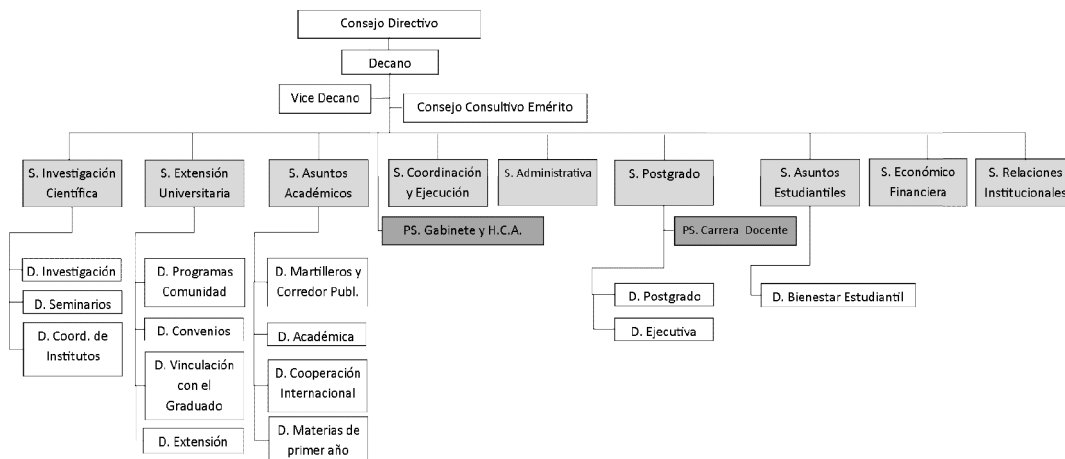 Consejo Directivo
Decano
Vice Decano
Consejo Consultivo Emérito
S. Investigación
Científica
S. Extensión
Universitaria
S. Asuntos
Académicos
S. Coordinación
y Ejecución
S. Administrativa
S. Postgrado
S. Asuntos
Estudiantiles
S. Económico
Financiera
S. Relaciones
Institucionales
PS. Gabinete y H.C.A.
PS. Carrera Docente
D. Investigación
D. Seminarios
D. Coord. de
Institutos
D. Programas
Comunidad
D. Convenios
D. Vinculación
con el
Graduado
D. Extensión
D. Martilleros y
Corredor Publ.
D. Académica
D. Cooperación
Internacional
D. Materias de
primer año
D. Postgrado
D. Ejecutiva
D. Bienestar Estudiantil